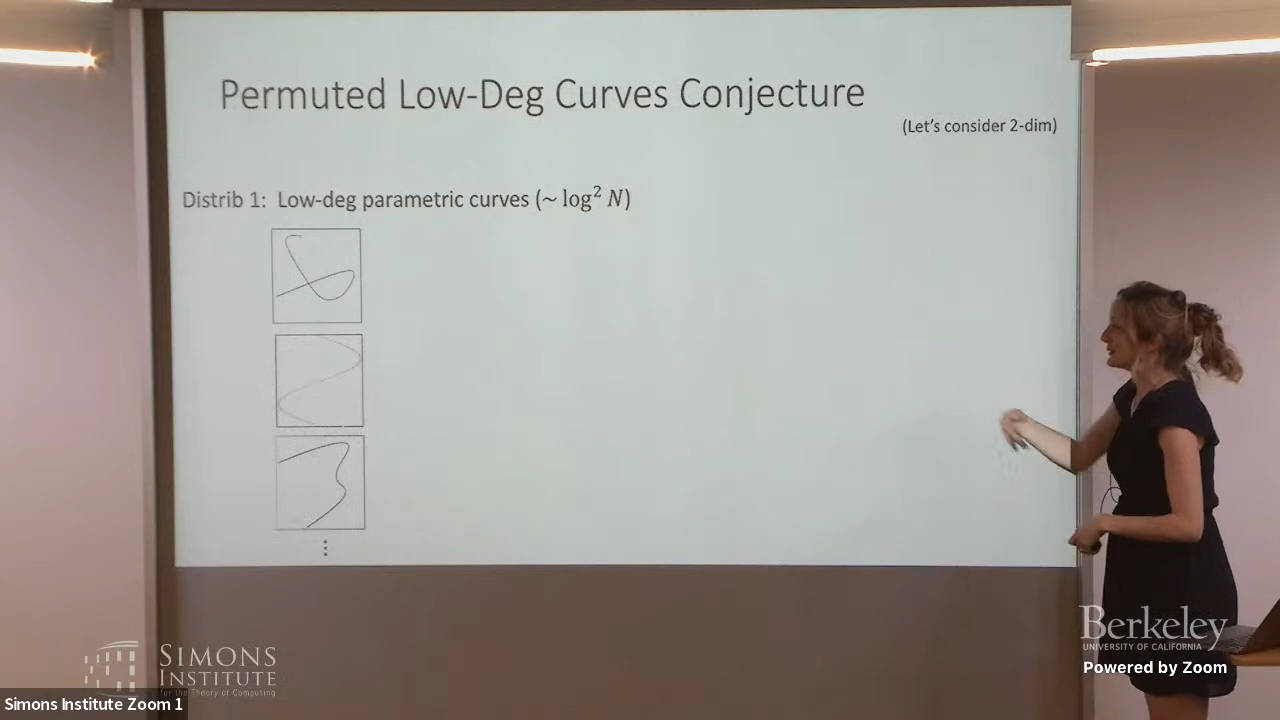 Permuted Low-Deg Curves Conjecture
(Let's consider 2-dim)
Distrib 1: Low-deg parametric curves (~ log² N)
⋮
SIMONS
INSTITUTE
for the Theory of Computing
Simons Institute Zoom 1
Berkeley
UNIVERSITY OF CALIFORNIA
Powered by Zoom